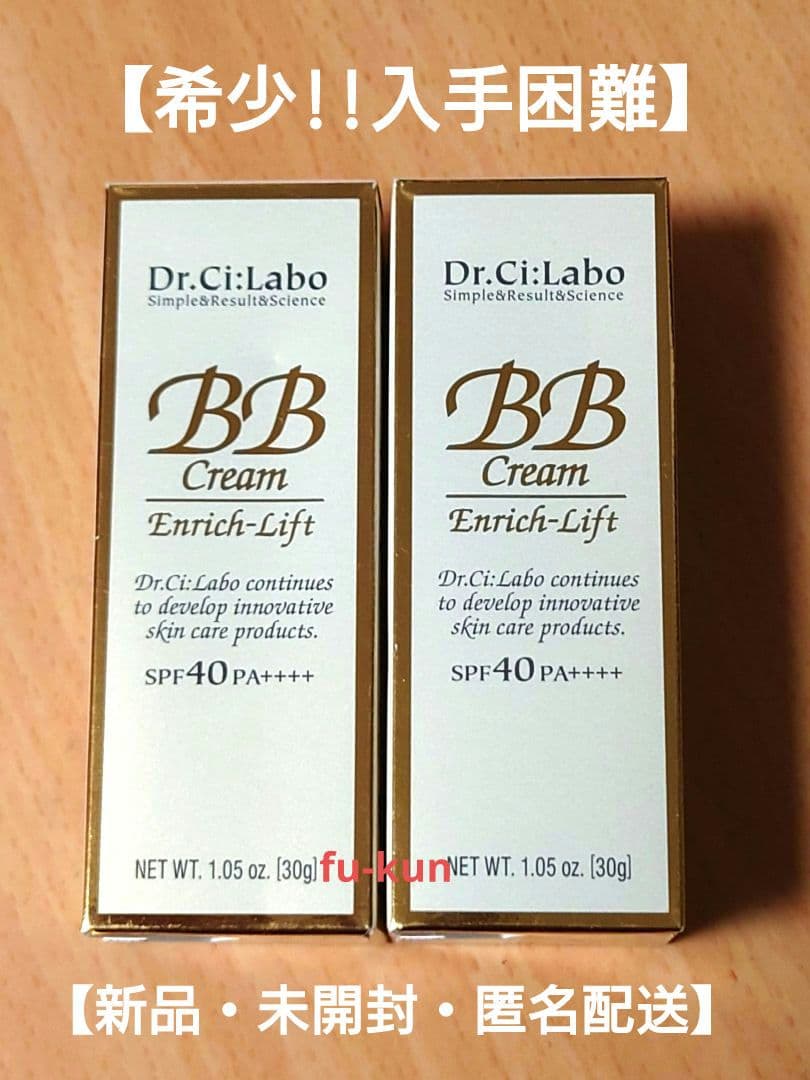 【希少!!入手困難】
Dr.Ci:Labo
Simple&Result&Science
BB
Cream
Enrich-Lift
Dr.Ci:Labo continues
to develop innovative
skin care products.
SPF40 PA++++
NET WT. 1.05 oz. [30g]
Dr.Ci:Labo
Simple&Result&Science
BB
Cream
Enrich-Lift
Dr.Ci:Labo continues
to develop innovative
skin care products.
SPF40 PA++++
NET WT. 1.05 oz. [30g]
fu-kun
【新品・未開封・匿名配送】